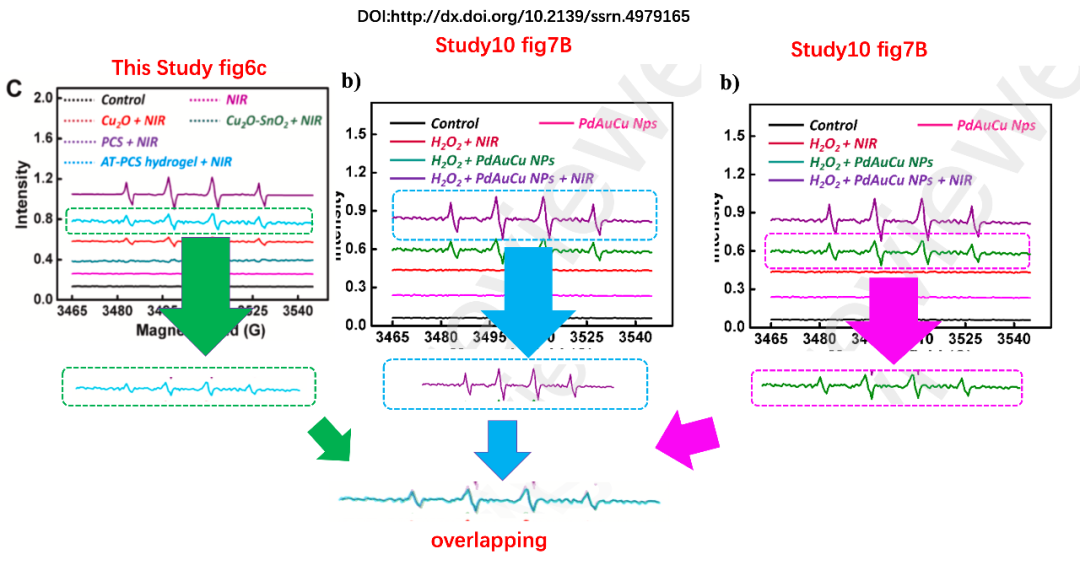 DOI:http://dx.doi.org/10.2139/ssrn.4979165
This Study fig6c
Study10 fig7B
Study10 fig7B
C
2.1
1.8
1.5
1.2
0.8
0.4
0.0
Intensity
Control
NIR
Cu₂O + NIR
Cu₂O-SnO₂ + NIR
PCS + NIR
AT-PCS hydrogel + NIR
3465
3480
3525
3540
b)
1.5
1.2
0.9
0.6
0.3
0.0
Control
PdAuCu Nps
H₂O₂ + NIR
H₂O₂ + PdAuCu NPs
H₂O₂ + PdAuCu NPs + NIR
3465
3480
3495
3525
3540
b)
1.5
1.2
0.9
0.6
0.3
0.0
Control
PdAuCu Nps
H₂O₂ + NIR
H₂O₂ + PdAuCu NPs
H₂O₂ + PdAuCu NPs + NIR
3465
3480
3525
3540
overlapping